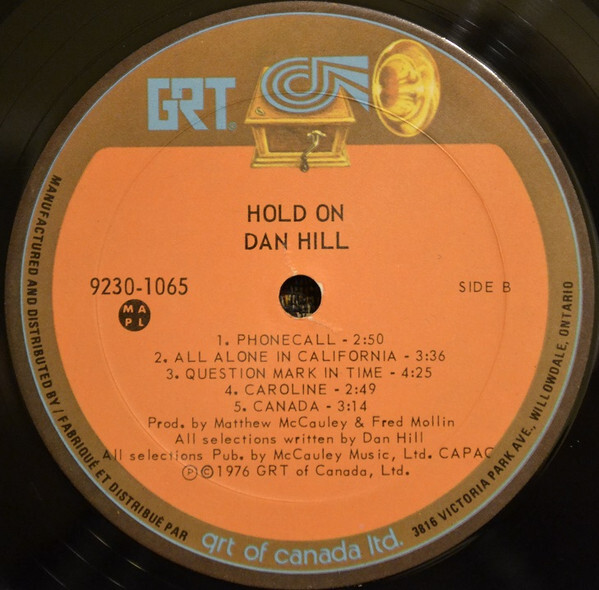 GRT
HOLD ON
DAN HILL
9230-1065
SIDE B
MA
PL
1. PHONECALL - 2:50
2. ALL ALONE IN CALIFORNIA - 3:36
3. QUESTION MARK IN TIME - 4:25
4. CAROLINE - 2:49
5. CANADA - 3:14
Prod. by Matthew McCauley & Fred Mollin
All selections written by Dan Hill
All selections Pub. by McCauley Music, Ltd. CAPAC
Ⓟ©1976 GRT of Canada, Ltd.
MANUFACTURED AND DISTRIBUTED BY / FABRIQUÉ ET DISTRIBUÉ PAR
grt of canada ltd.
3816 VICTORIA PARK AVE., WILLOWDALE, ONTARIO